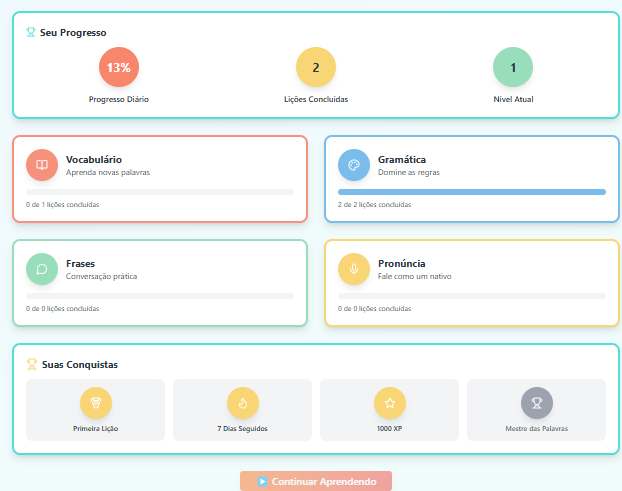 Seu Progresso
13%
2
1
Progresso Diário
Lições Concluídas
Nível Atual
Vocabulário
Aprenda novas palavras
0 de 1 lições concluídas
Gramática
Domine as regras
2 de 2 lições concluídas
Frases
Conversação prática
0 de 0 lições concluídas
Pronúncia
Fale como um nativo
0 de 0 lições concluídas
Suas Conquistas
Primeira Lição
7 Dias Seguidos
1000 XP
Mestre das Palavras
Continuar Aprendendo